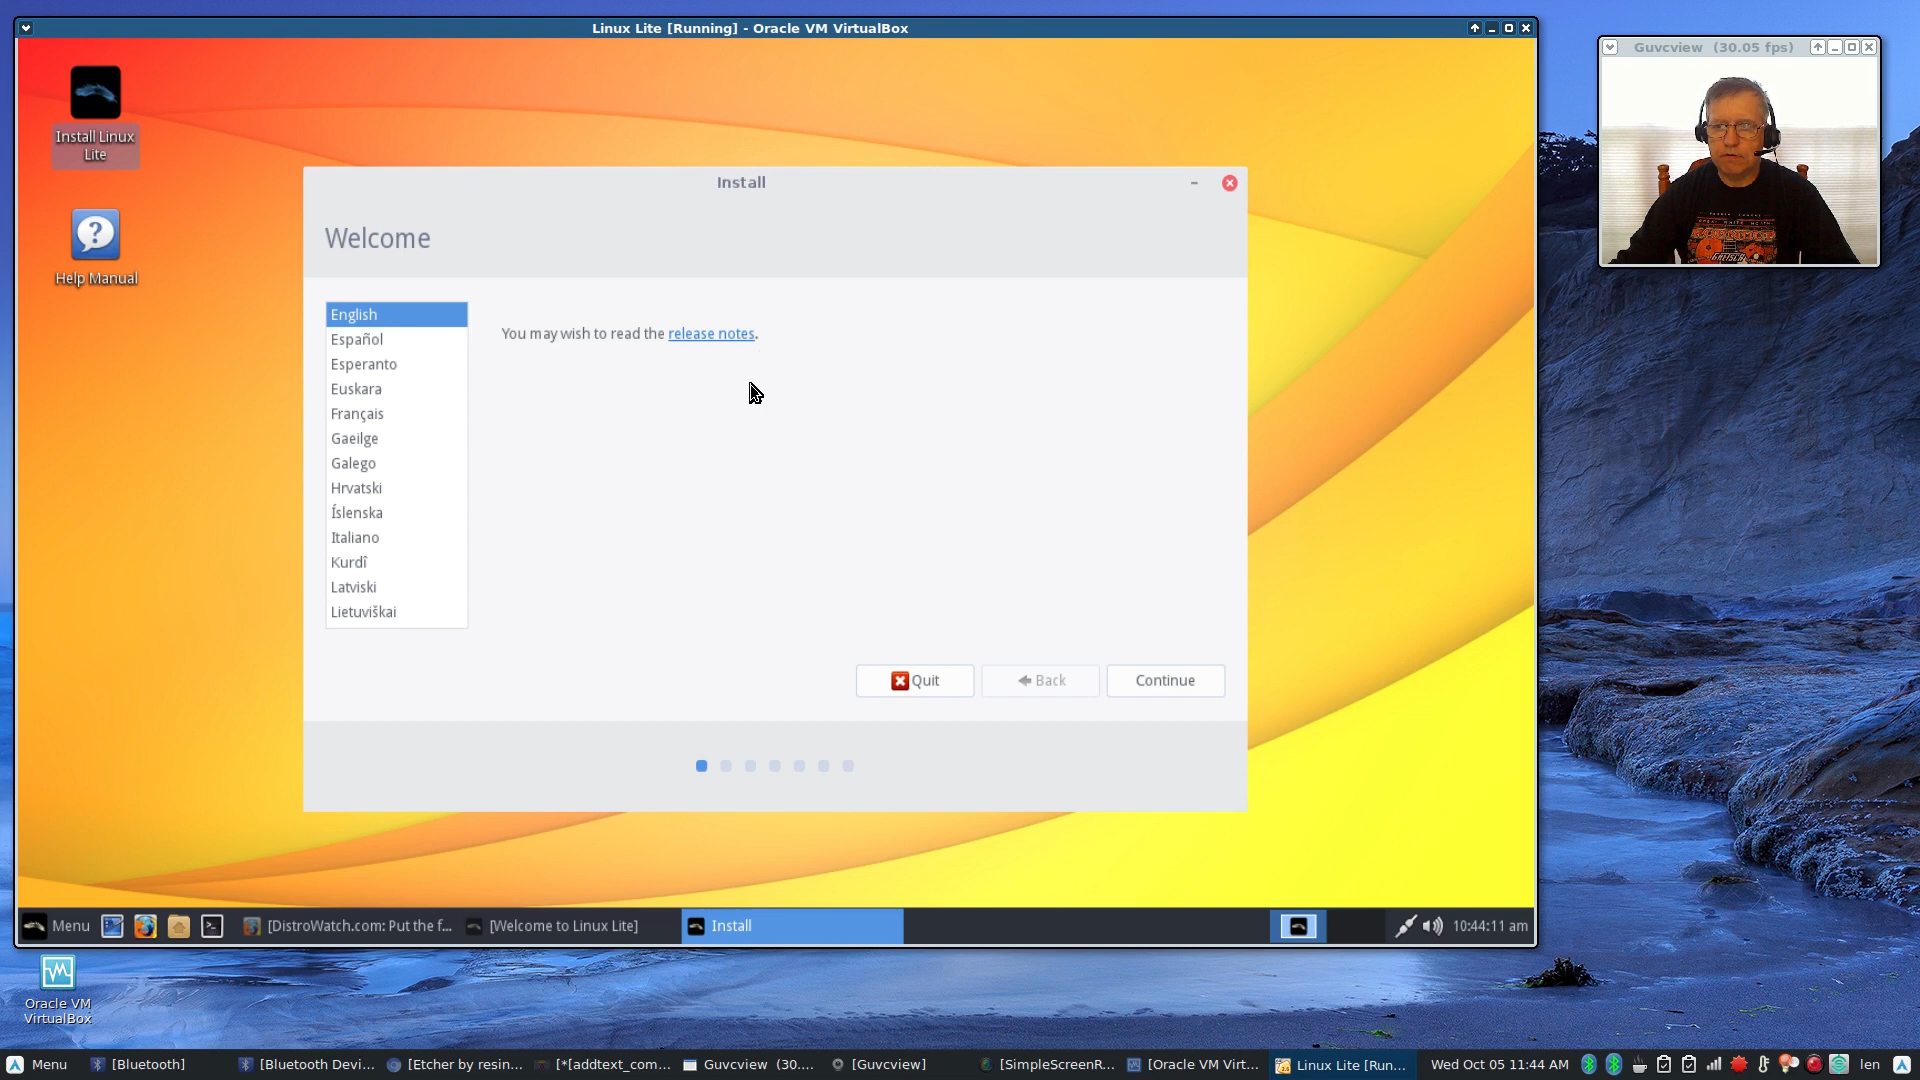 Linux Lite [Running] - Oracle VM VirtualBox
Guvcview (30.05 fps)
Install Linux
Lite
Help Manual
Install
Welcome
English
Español
Esperanto
Euskara
Français
Gaeilge
Galego
Hrvatski
Íslenska
Italiano
Kurdî
Latviski
Lietuviškai
You may wish to read the release notes.
Quit
Back
Continue
Menu
[DistroWatch.com: Put the f...
[Welcome to Linux Lite]
Install
10:44:11 am
Oracle VM
VirtualBox
Menu
[Bluetooth]
[Bluetooth Devi...
[Etcher by resin...
[*[addtext_com...
Guvcview (30....
[Guvcview]
[SimpleScreenR...
[Oracle VM Virt...
Linux Lite [Run...
Wed Oct 05 11:44 AM
len